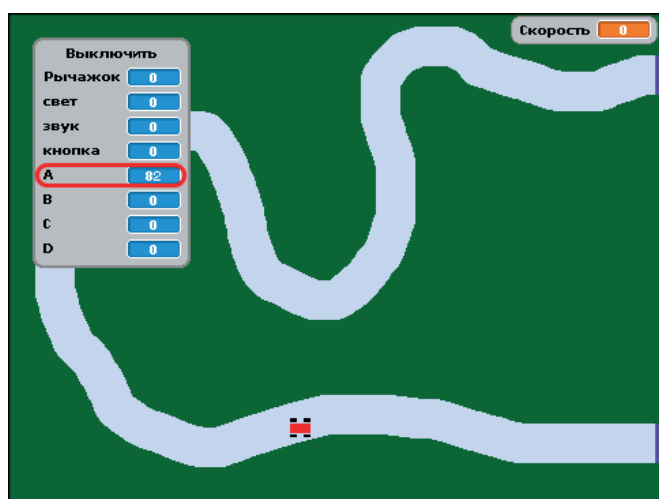 Скорость 0
Выключить
Рычажок 0
свет 0
звук 0
кнопка 0
A 82
B 0
C 0
D 0